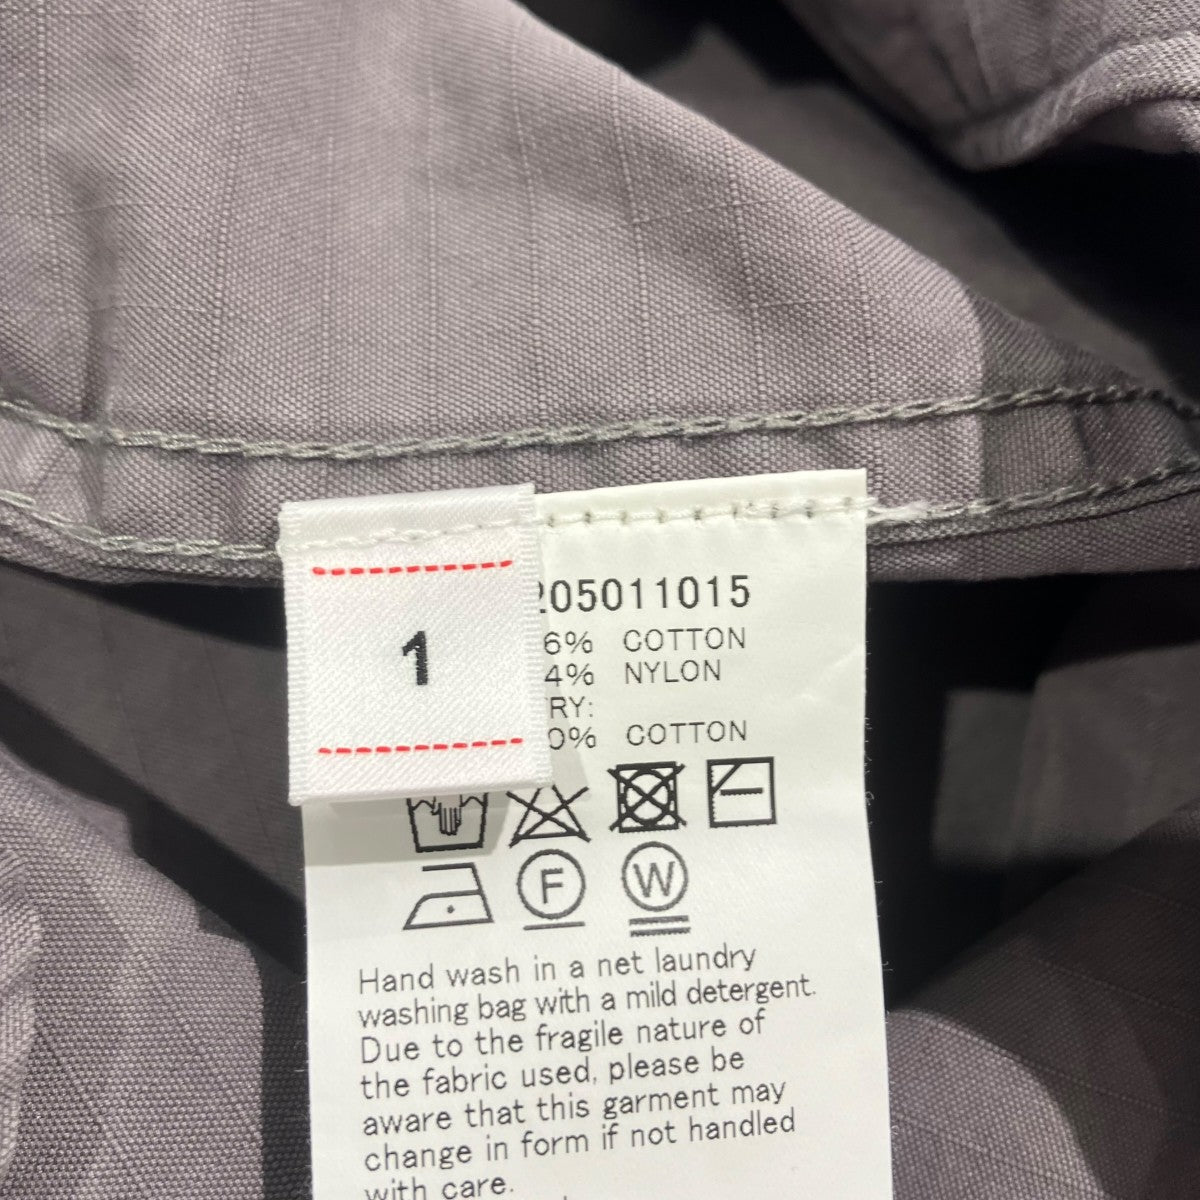 1
205011015
6% COTTON
4% NYLON
RY:
0% COTTON
F
W
Hand wash in a net laundry
washing bag with a mild detergent.
Due to the fragile nature of
the fabric used, please be
aware that this garment may
change in form if not handled
with care.